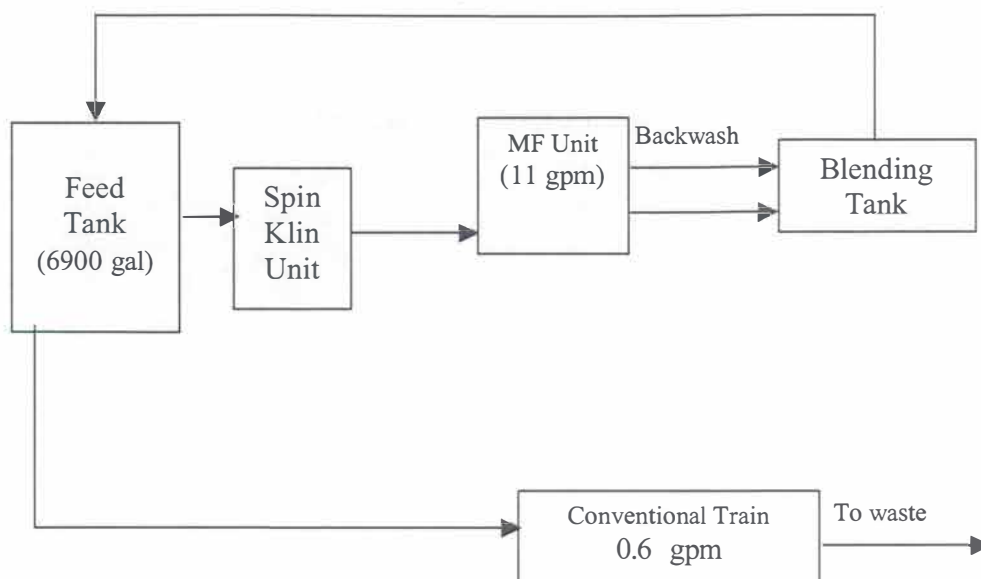 Feed
Tank
(6900 gal)
Spin
Klin
Unit
MF Unit
(11 gpm)
Backwash
Blending
Tank
Conventional Train
0.6 gpm
To waste